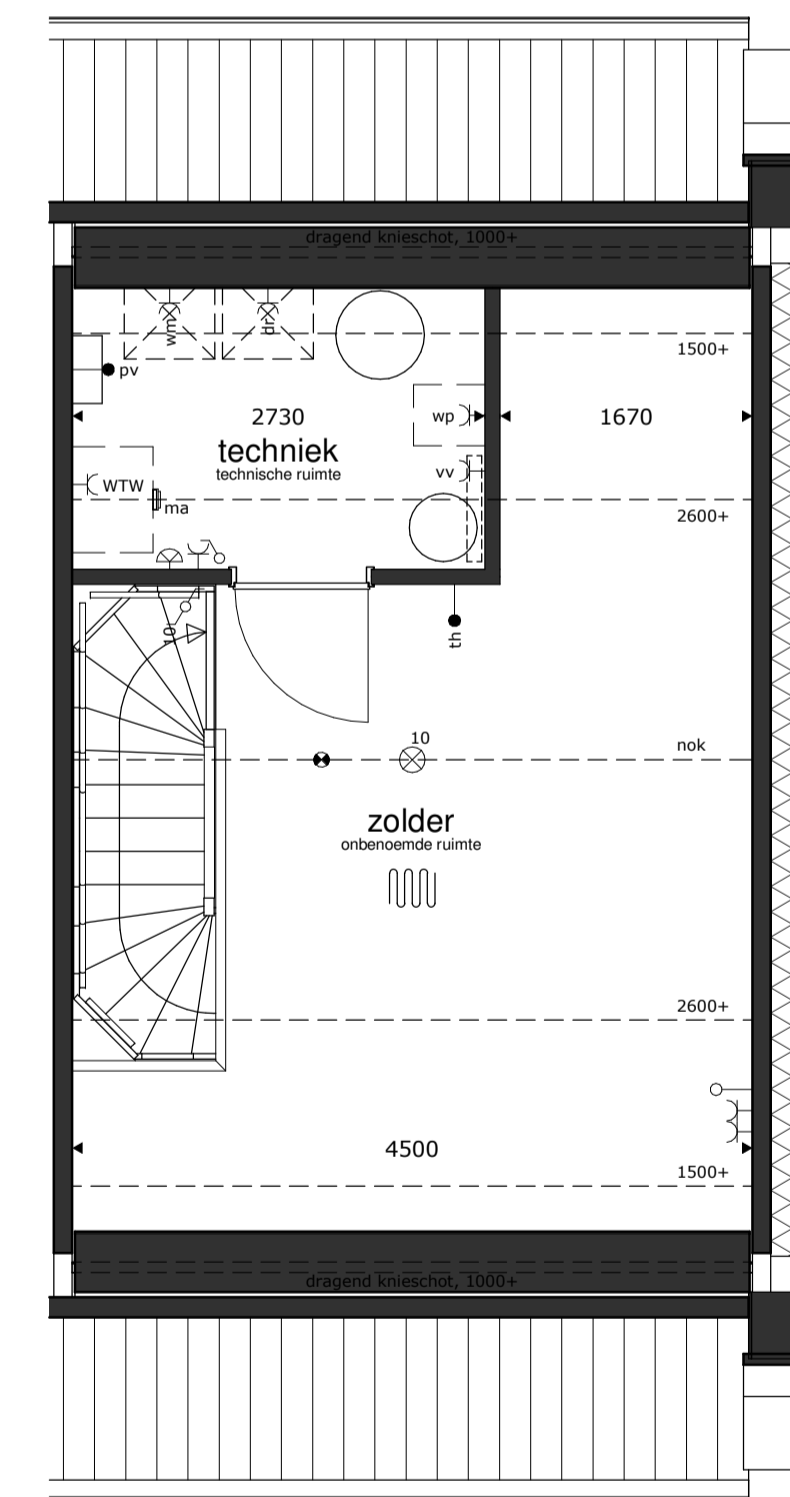 dragend knieschot, 1000+
wm
dr
1500+
pv
2730
wp
1670
techniek
technische ruimte
vv
WTW
ma
2600+
10
th
10
nok
zolder
onbenoemde ruimte
2600+
4500
1500+
dragend knieschot, 1000+